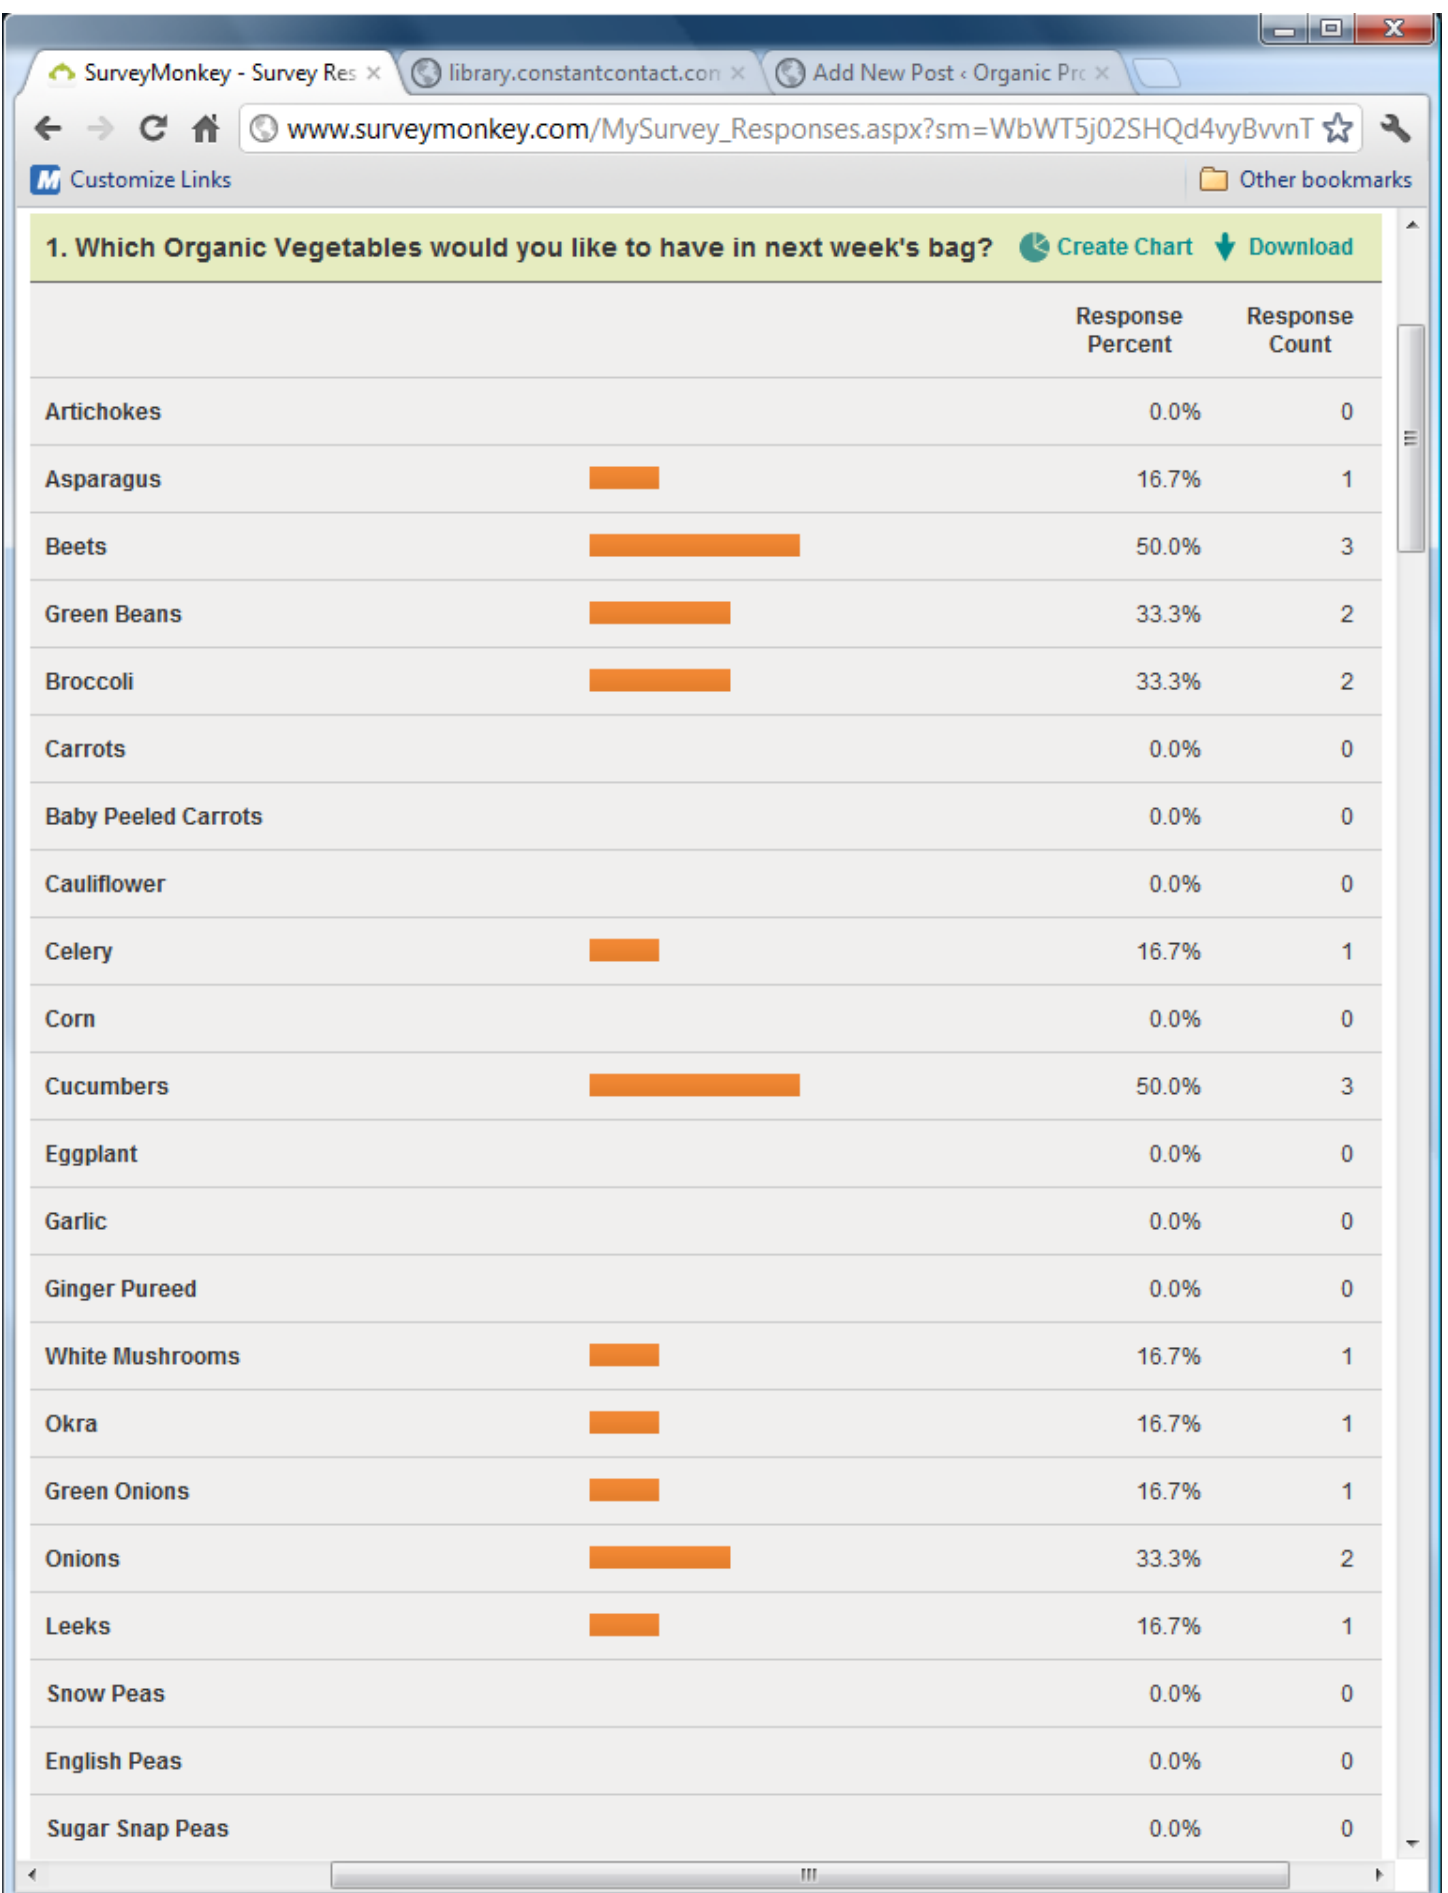 SurveyMonkey - Survey Res
library.constantcontact.con
Add New Post ‹ Organic Pro
www.surveymonkey.com/MySurvey_Responses.aspx?sm=WbWT5j02SHQd4vyBvvnT
Customize Links
Other bookmarks
1. Which Organic Vegetables would you like to have in next week's bag? Create Chart Download
Response Percent Response Count
Artichokes 0.0% 0
Asparagus 16.7% 1
Beets 50.0% 3
Green Beans 33.3% 2
Broccoli 33.3% 2
Carrots 0.0% 0
Baby Peeled Carrots 0.0% 0
Cauliflower 0.0% 0
Celery 16.7% 1
Corn 0.0% 0
Cucumbers 50.0% 3
Eggplant 0.0% 0
Garlic 0.0% 0
Ginger Pureed 0.0% 0
White Mushrooms 16.7% 1
Okra 16.7% 1
Green Onions 16.7% 1
Onions 33.3% 2
Leeks 16.7% 1
Snow Peas 0.0% 0
English Peas 0.0% 0
Sugar Snap Peas 0.0% 0